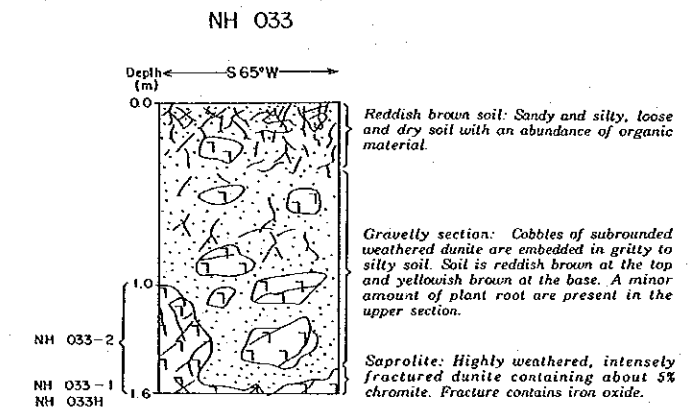 NH 033
Depth
(m)
S 65°W
0.0
Reddish brown soil: Sandy and silty, loose
and dry soil with an abundance of organic
material.
Gravelly section: Cobbles of subrounded
weathered dunite are embedded in gritty to
silty soil. Soil is reddish brown at the top
and yellowish brown at the base. A minor
amount of plant root are present in the
upper section.
1.0
NH 033-2
Saprolite: Highly weathered, intensely
fractured dunite containing about 5%
chromite. Fracture contains iron oxide.
NH 033-1
1.6
NH 033H